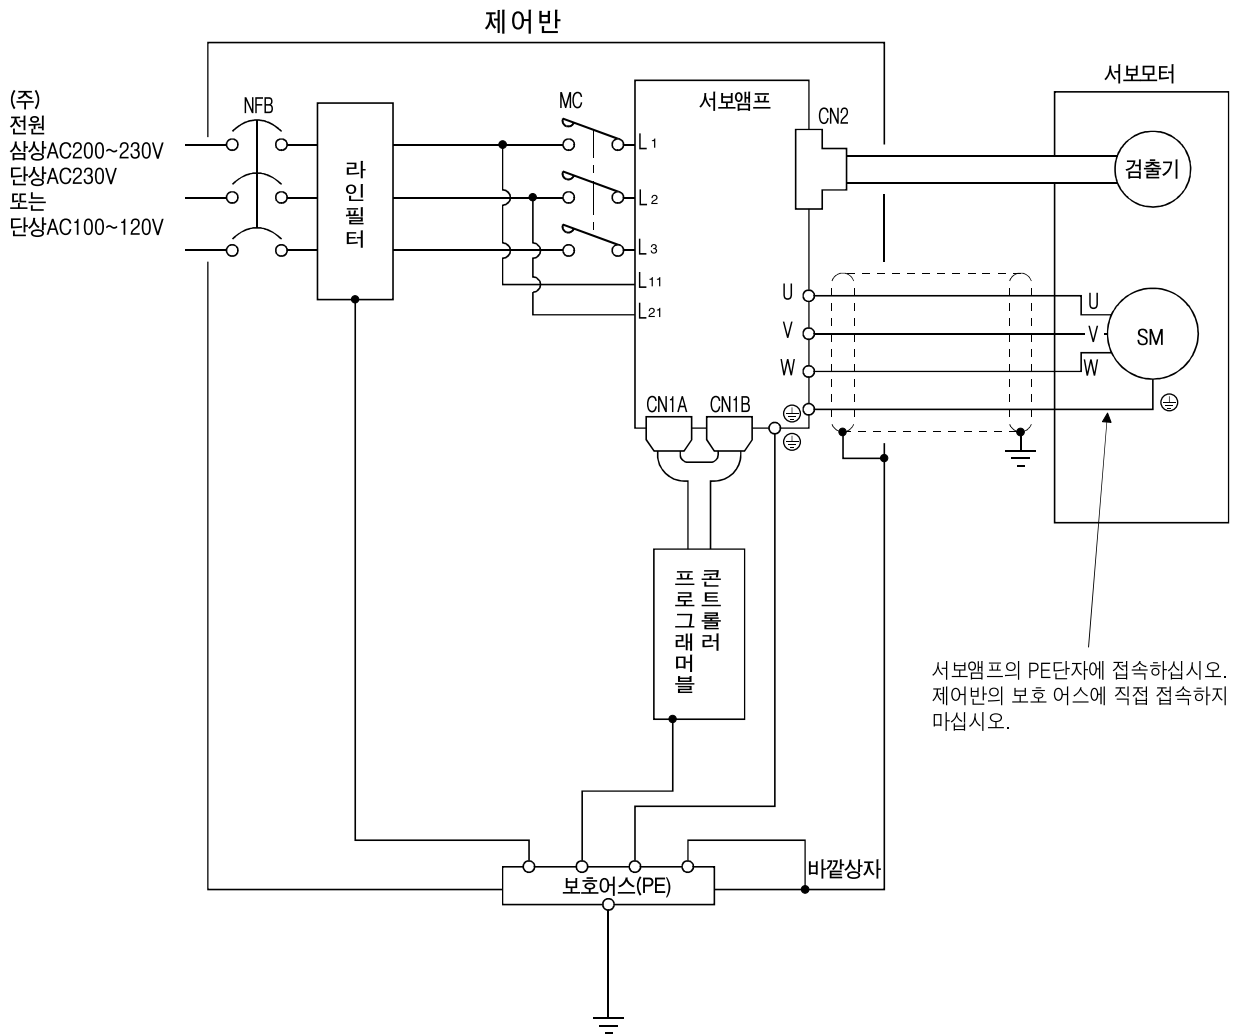 제어반
(주)
전원
삼상AC200~230V
단상AC230V
또는
단상AC100~120V
NFB
라인필터
MC
서보앰프
CN2
서보모터
검출기
L1
L2
L3
L11
L21
U
V
W
U
V
W
SM
CN1A
CN1B
프로그래머블
콘트롤러
서보앰프의 PE단자에 접속하십시오.
제어반의 보호 어스에 직접 접속하지
마십시오.
바깥상자
보호어스(PE)